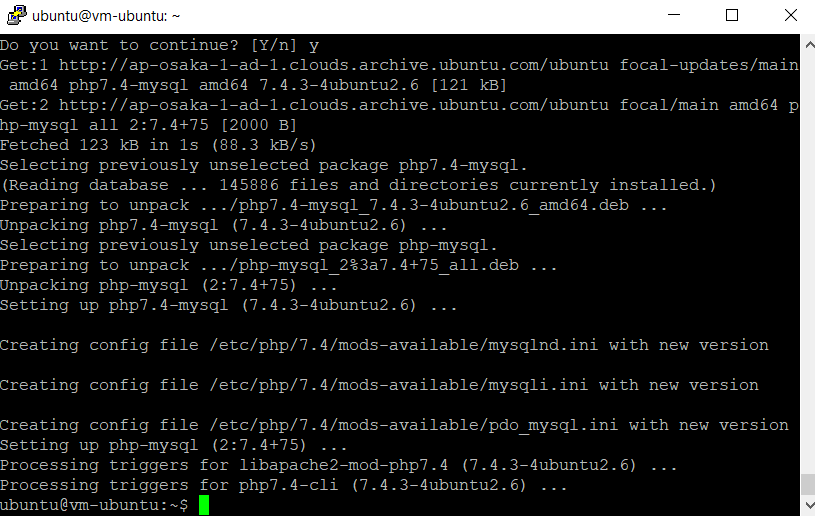 ubuntu@vm-ubuntu: ~
Do you want to continue? [Y/n] y
Get:1 http://ap-osaka-1-ad-1.clouds.archive.ubuntu.com/ubuntu focal-updates/main
 amd64 php7.4-mysql amd64 7.4.3-4ubuntu2.6 [121 kB]
Get:2 http://ap-osaka-1-ad-1.clouds.archive.ubuntu.com/ubuntu focal/main amd64 p
hp-mysql all 2:7.4+75 [2000 B]
Fetched 123 kB in 1s (88.3 kB/s)
Selecting previously unselected package php7.4-mysql.
(Reading database ... 145886 files and directories currently installed.)
Preparing to unpack .../php7.4-mysql_7.4.3-4ubuntu2.6_amd64.deb ...
Unpacking php7.4-mysql (7.4.3-4ubuntu2.6) ...
Selecting previously unselected package php-mysql.
Preparing to unpack .../php-mysql_2%3a7.4+75_all.deb ...
Unpacking php-mysql (2:7.4+75) ...
Setting up php7.4-mysql (7.4.3-4ubuntu2.6) ...
Creating config file /etc/php/7.4/mods-available/mysqlnd.ini with new version
Creating config file /etc/php/7.4/mods-available/mysqli.ini with new version
Creating config file /etc/php/7.4/mods-available/pdo_mysql.ini with new version
Setting up php-mysql (2:7.4+75) ...
Processing triggers for libapache2-mod-php7.4 (7.4.3-4ubuntu2.6) ...
Processing triggers for php7.4-cli (7.4.3-4ubuntu2.6) ...
ubuntu@vm-ubuntu:~$